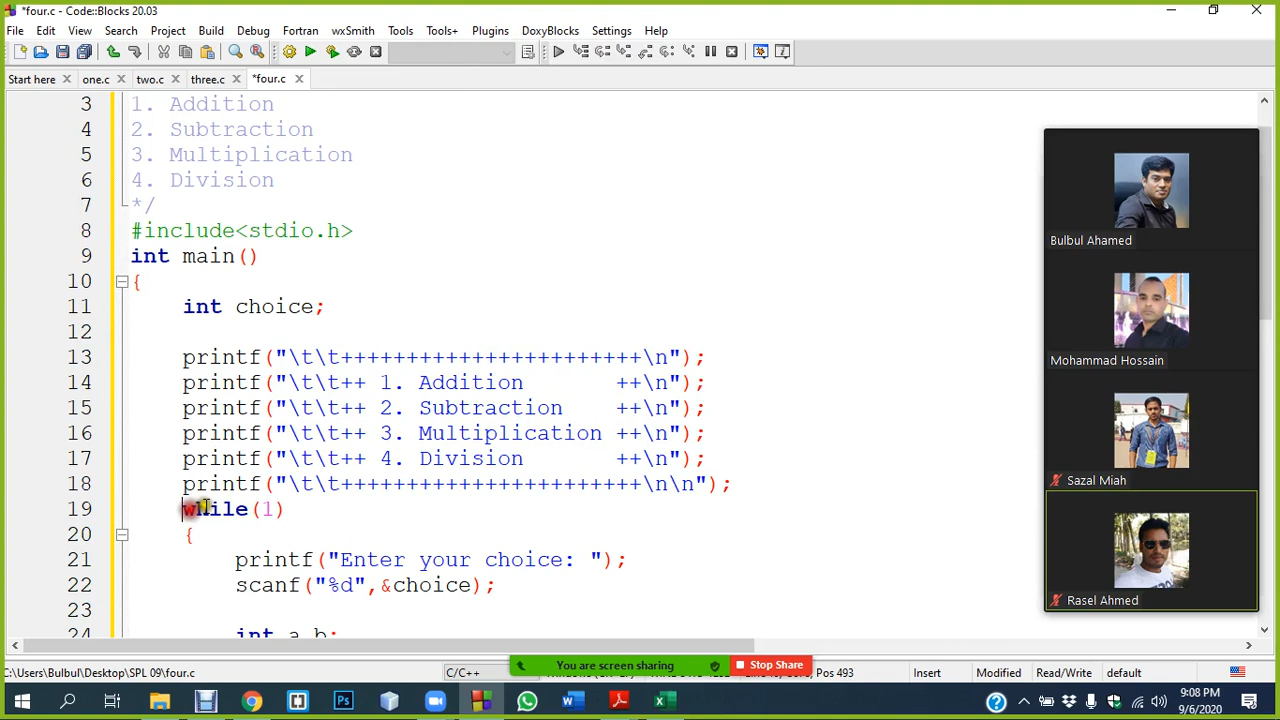 *four.c - Code::Blocks 20.03
File Edit View Search Project Build Debug Fortran wxSmith Tools Tools+ Plugins DoxyBlocks Settings Help
Start here one.c two.c three.c *four.c
3 1. Addition
4 2. Subtraction
5 3. Multiplication
6 4. Division
7 */
8 #include<stdio.h>
9 int main()
10 {
11 int choice;
12
13 printf("\t\t+++++++++++++++++++++++\n");
14 printf("\t\t++ 1. Addition       ++\n");
15 printf("\t\t++ 2. Subtraction    ++\n");
16 printf("\t\t++ 3. Multiplication ++\n");
17 printf("\t\t++ 4. Division       ++\n");
18 printf("\t\t+++++++++++++++++++++++\n\n");
19 while(1)
20 {
21 printf("Enter your choice: ");
22 scanf("%d",&choice);
23
24 int a,b;
Bulbul Ahamed
Mohammad Hossain
Sazal Miah
Rasel Ahmed
C:\Users\Bulbul\Desktop\SPL 09\four.c C/C++ Pos 493 Insert Modified default
You are screen sharing Stop Share
9:08 PM
9/6/2020